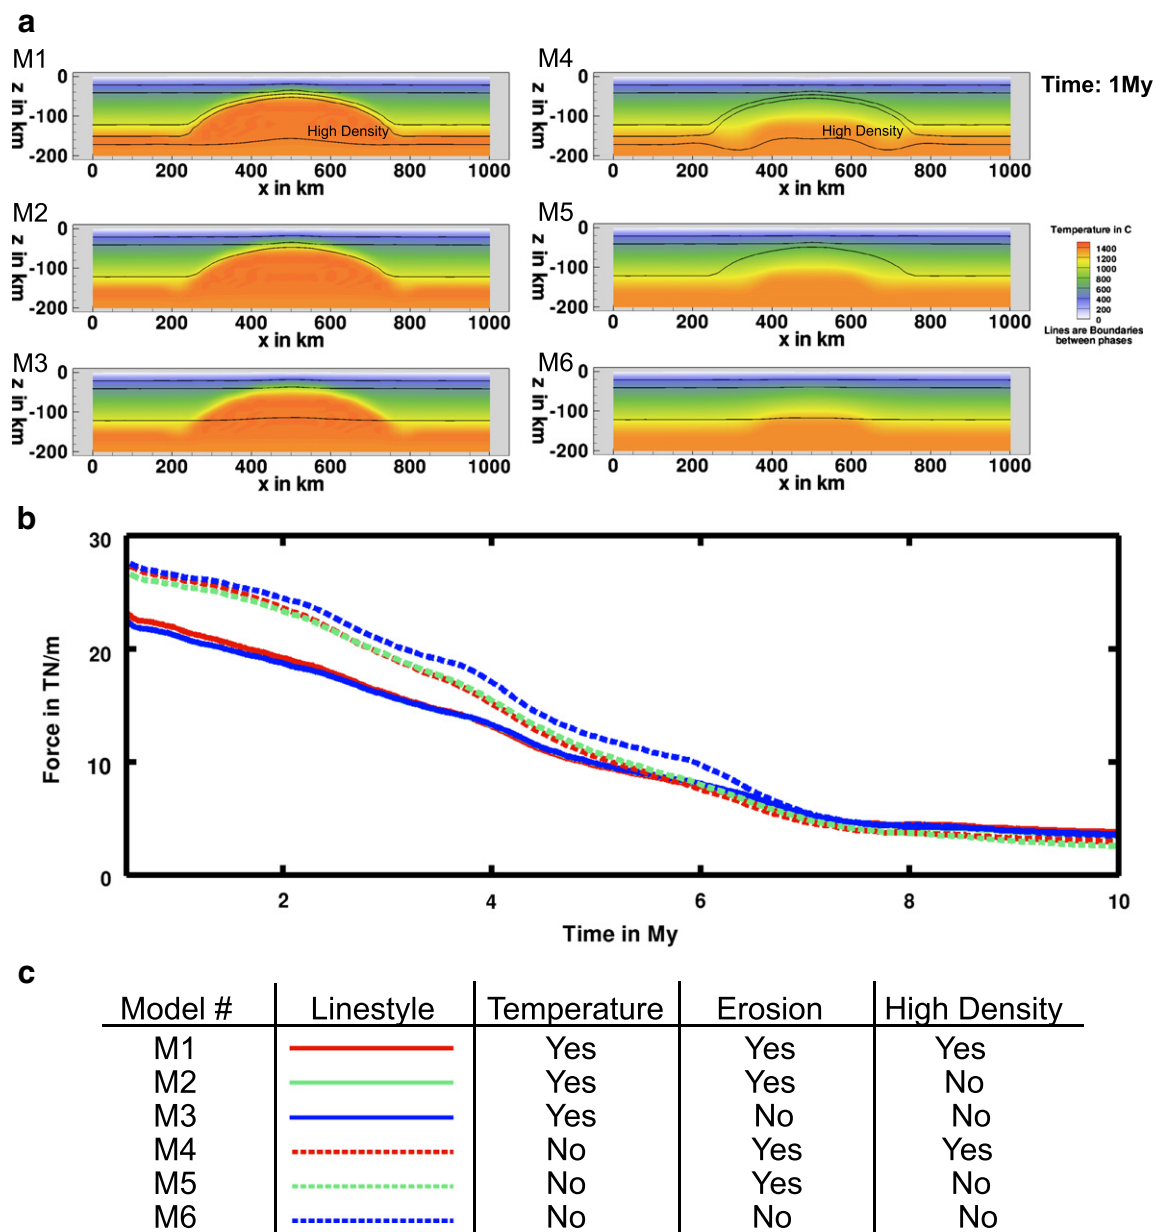 a
M1
M4
Time: 1My
z in km
0
-100
-200
High Density
0 200 400 600 800 1000
x in km
z in km
0
-100
-200
High Density
0 200 400 600 800 1000
x in km
M2
M5
z in km
0
-100
-200
0 200 400 600 800 1000
x in km
z in km
0
-100
-200
0 200 400 600 800 1000
x in km
Temperature in C
1400
1200
1000
800
600
400
200
0
Lines are Boundaries
between phases
M3
M6
z in km
0
-100
-200
0 200 400 600 800 1000
x in km
z in km
0
-100
-200
0 200 400 600 800 1000
x in km
b
Force in TN/m
30
20
10
0
2 4 6 8 10
Time in My
c
Model # Linestyle Temperature Erosion High Density
M1 Yes Yes Yes
M2 Yes Yes No
M3 Yes No No
M4 No Yes Yes
M5 No Yes No
M6 No No No